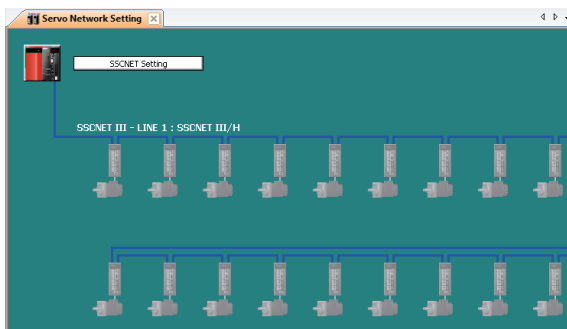 Servo Network Setting
SSCNET Setting
SSCNET III - LINE 1 : SSCNET III/H